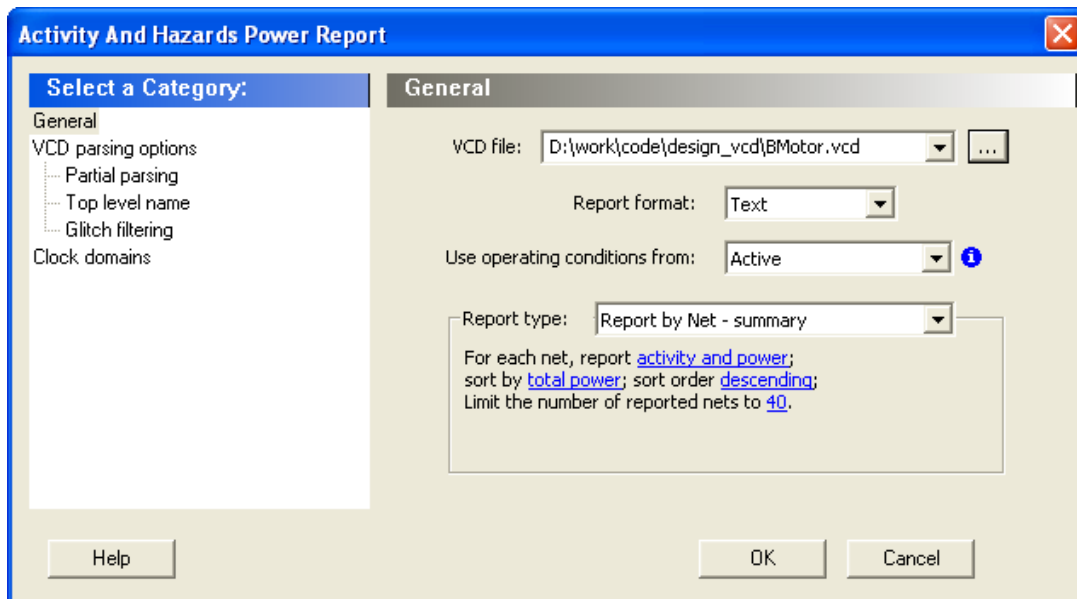 Activity And Hazards Power Report
Select a Category:
General
VCD parsing options
Partial parsing
Top level name
Glitch filtering
Clock domains
General
VCD file: D:\work\code\design_vcd\BMotor.vcd ...
Report format: Text
Use operating conditions from: Active
Report type: Report by Net - summary
For each net, report activity and power;
sort by total power; sort order descending;
Limit the number of reported nets to 40.
Help OK Cancel